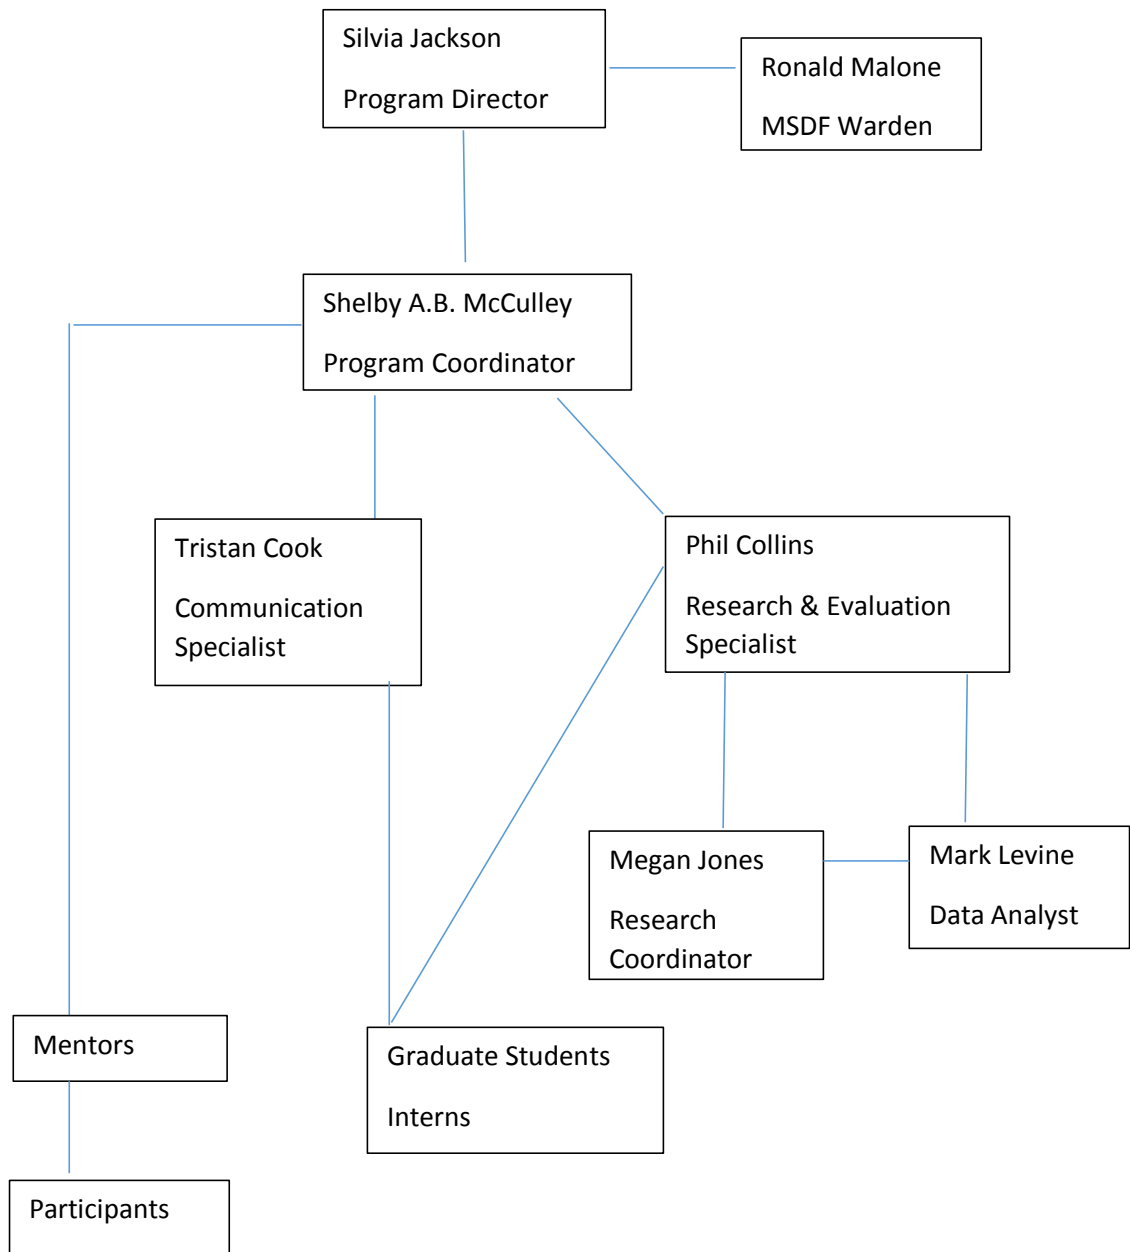 Silvia Jackson
Program Director
Ronald Malone
MSDF Warden
Shelby A.B. McCulley
Program Coordinator
Tristan Cook
Communication
Specialist
Phil Collins
Research & Evaluation
Specialist
Megan Jones
Research
Coordinator
Mark Levine
Data Analyst
Mentors
Graduate Students
Interns
Participants